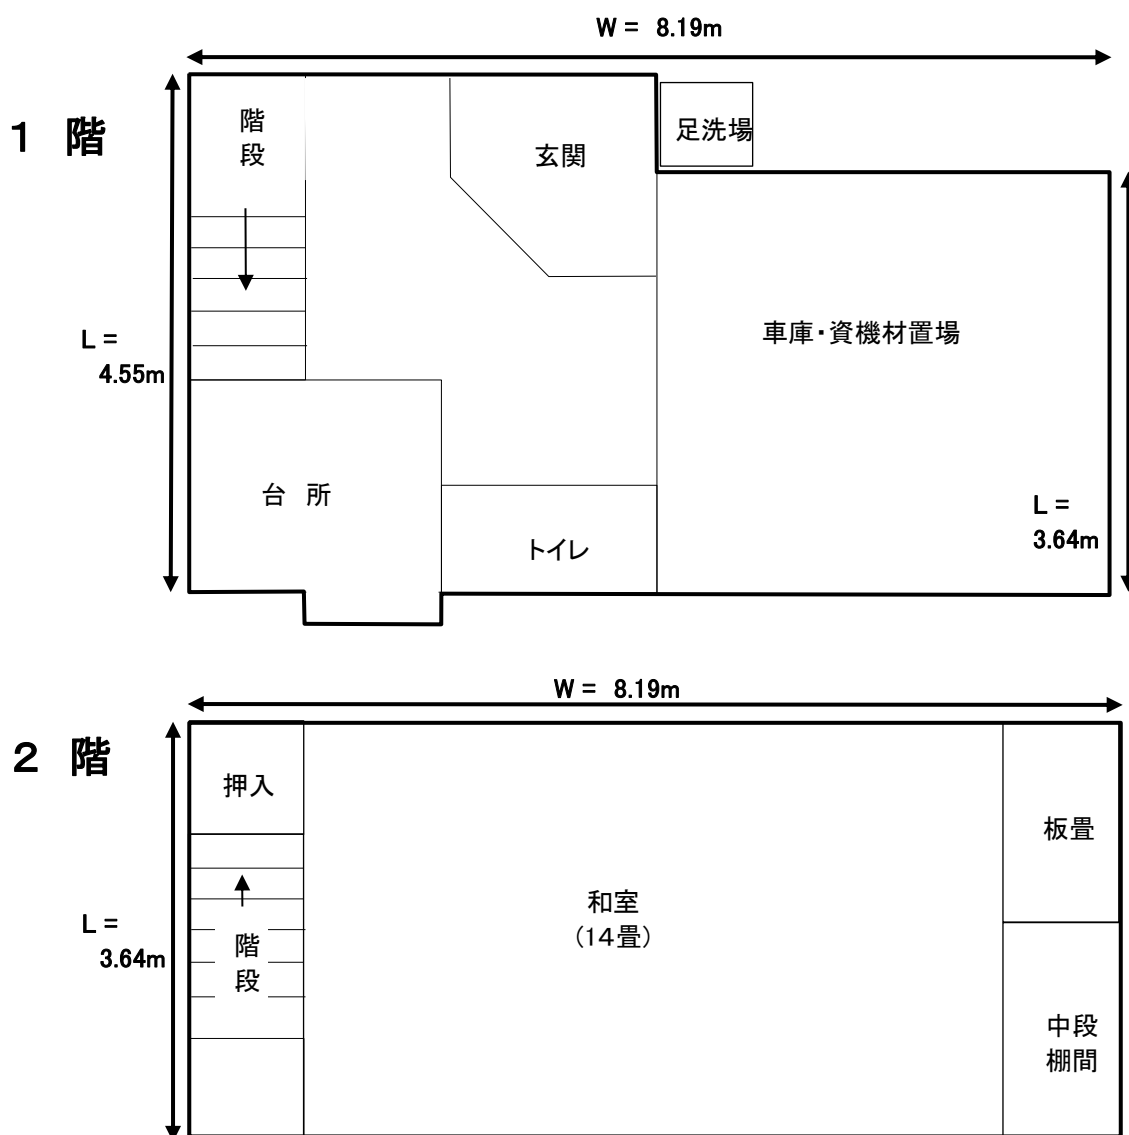 W = 8.19m
１ 階
階
段
足洗場
玄関
車庫・資機材置場
L =
4.55m
台 所
L =
3.64m
トイレ
W = 8.19m
２ 階
押入
板畳
和室
（14畳）
L =
3.64m
階
段
中段
棚間